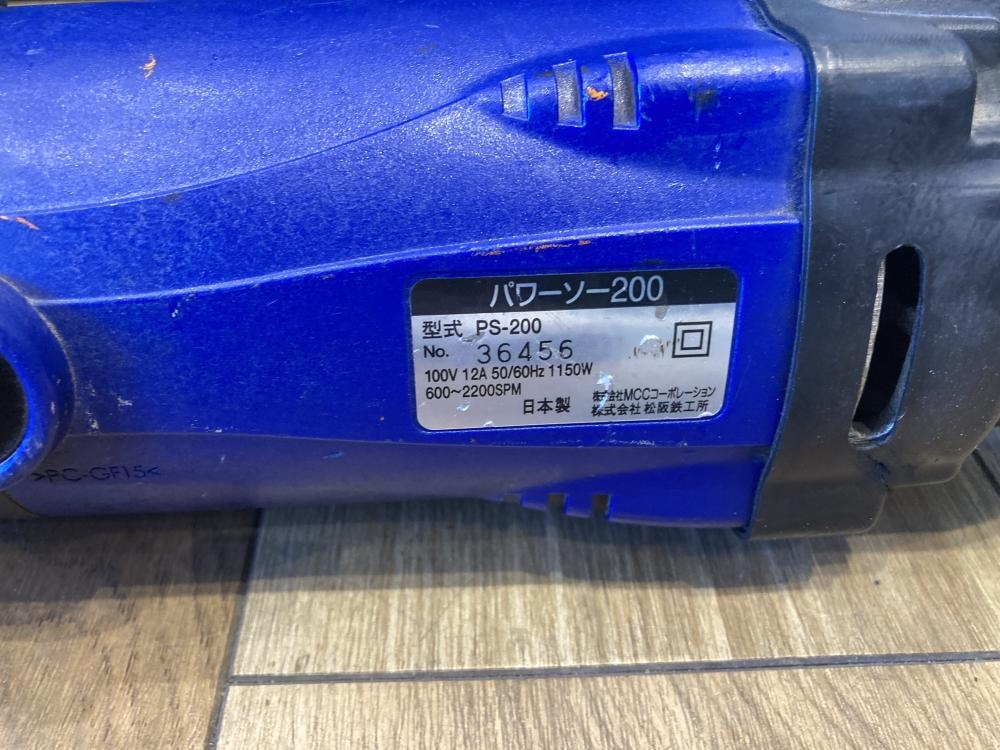 パワーソー200
型式 PS-200
No. 36456
100V 12A 50/60Hz 1150W
600〜2200SPM
日本製
株式会社MCCコーポレーション
株式会社 松阪鉄工所
>PC-GF15<